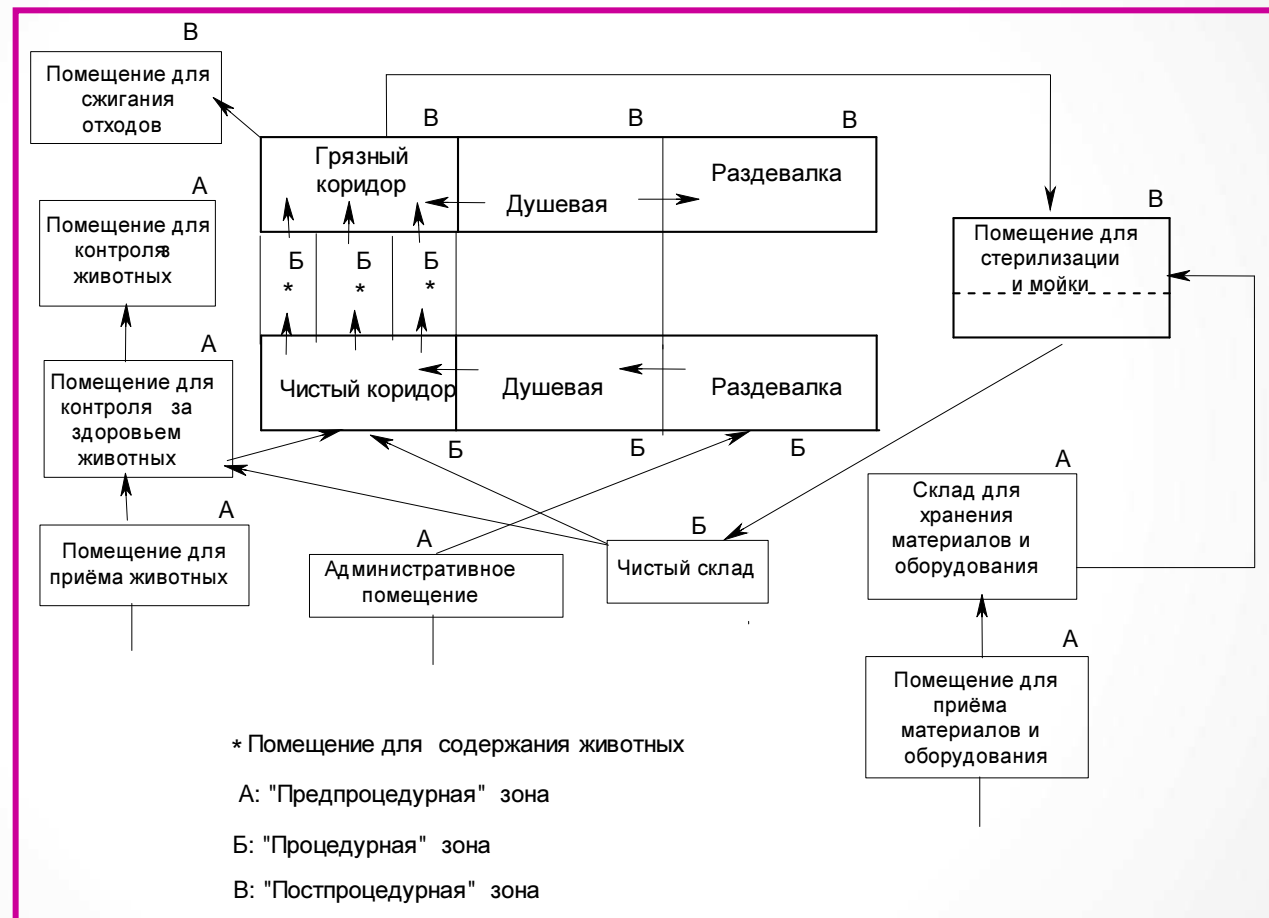 В
Помещение для
сжигания
отходов
В
В
В
Грязный
коридор
Душевая
Раздевалка
А
Помещение для
контроля з
животных
В
Помещение для
стерилизации
и мойки
Б
Б
Б
*
*
*
А
Помещение для
контроля за
здоровьем
животных
Чистый коридор
Душевая
Раздевалка
Б
Б
Б
А
Помещение для
приёма животных
А
Административное
помещение
Б
Чистый склад
А
Склад для
хранения
материалов и
оборудования
А
Помещение для
приёма
материалов и
оборудования
* Помещение для содержания животных
А: "Предпроцедурная" зона
Б: "Процедурная" зона
В: "Постпроцедурная" зона